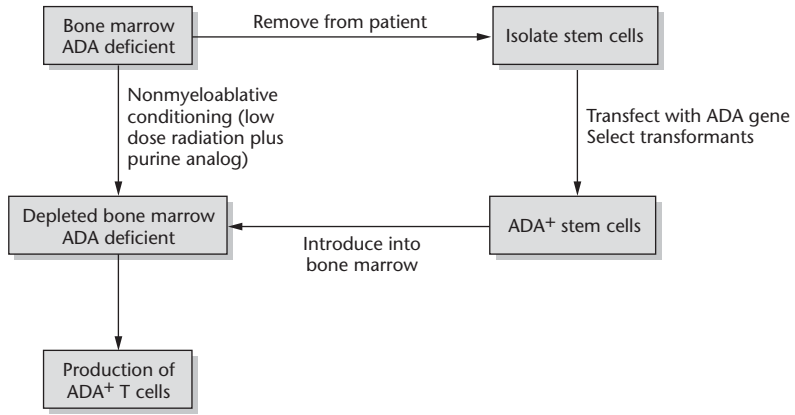 Bone marrow
ADA deficient
Remove from patient
Isolate stem cells
Nonmyeloablative
conditioning (low
dose radiation plus
purine analog)
Transfect with ADA gene
Select transformants
Depleted bone marrow
ADA deficient
Introduce into
bone marrow
ADA⁺ stem cells
Production of
ADA⁺ T cells